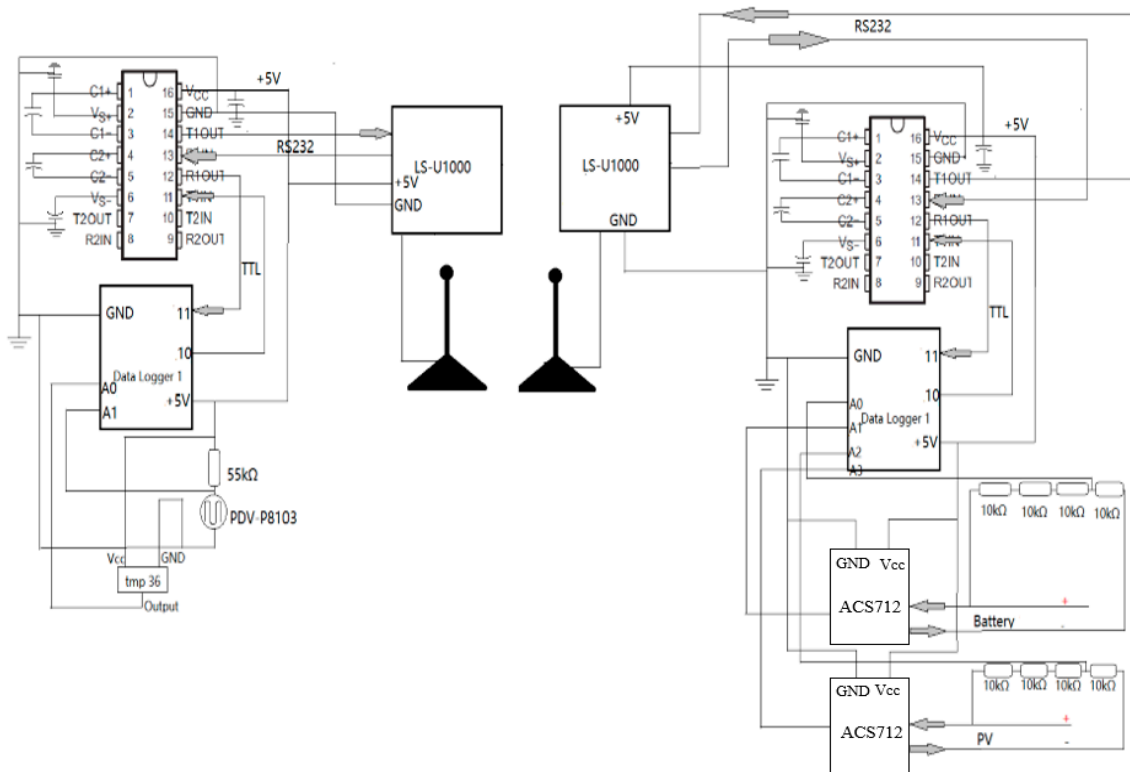 +5V
C1+ 1 16 VCC
VS+ 2 15 GND
C1− 3 14 T1OUT
C2+ 4 13
C2− 5 12 R1OUT
VS− 6 11
T2OUT 7 10 T2IN
R2IN 8 9 R2OUT
RS232
TTL
GND 11
10
Data Logger 1
A0
+5V
A1
55kΩ
PDV-P8103
Vcc GND
tmp 36
Output
LS-U1000
+5V
GND
RS232
+5V
LS-U1000
GND
+5V
C1+ 1 16 VCC
VS+ 2 15 GND
C1− 3 14 T1OUT
C2+ 4 13
C2− 5 12 R1OUT
VS− 6 11
T2OUT 7 10 T2IN
R2IN 8 9 R2OUT
TTL
GND 11
10
A0
A1 Data Logger 1
+5V
A2
A3
10kΩ 10kΩ 10kΩ 10kΩ
GND Vcc
ACS712
+
Battery -
10kΩ 10kΩ 10kΩ 10kΩ
GND Vcc
ACS712
+
PV -